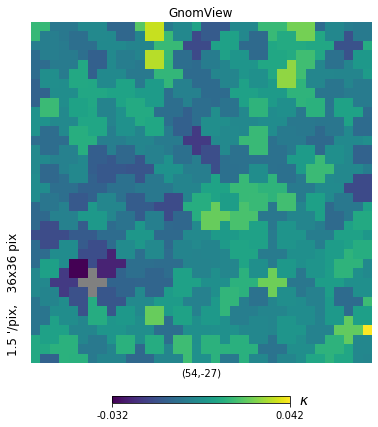 GnomView
1.5 '/pix, 36x36 pix
(54,-27)
κ
-0.032 0.042